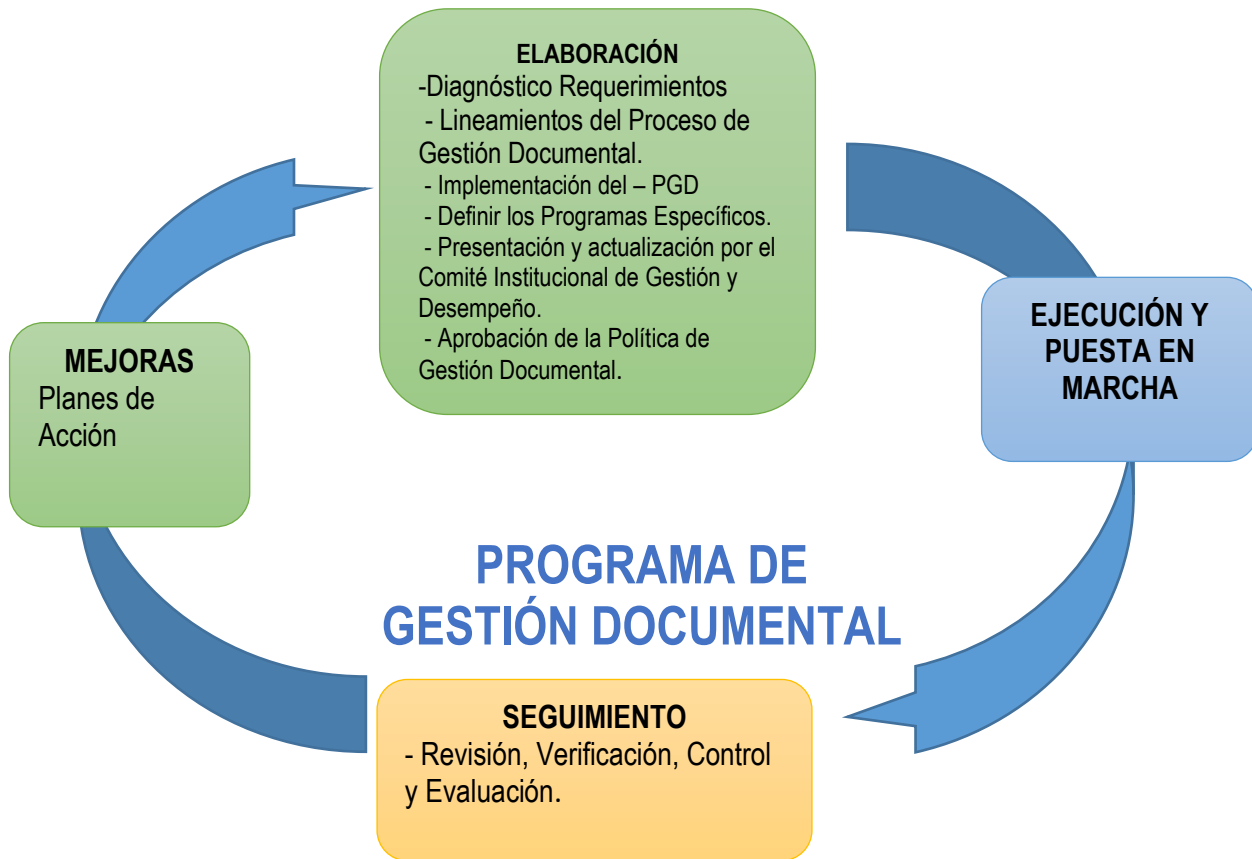 ELABORACIÓN
-Diagnóstico Requerimientos
- Lineamientos del Proceso de
Gestión Documental.
- Implementación del – PGD
- Definir los Programas Específicos.
- Presentación y actualización por el
Comité Institucional de Gestión y
Desempeño.
- Aprobación de la Política de
Gestión Documental.
EJECUCIÓN Y
PUESTA EN
MARCHA
MEJORAS
Planes de
Acción
PROGRAMA DE
GESTIÓN DOCUMENTAL
SEGUIMIENTO
- Revisión, Verificación, Control
y Evaluación.